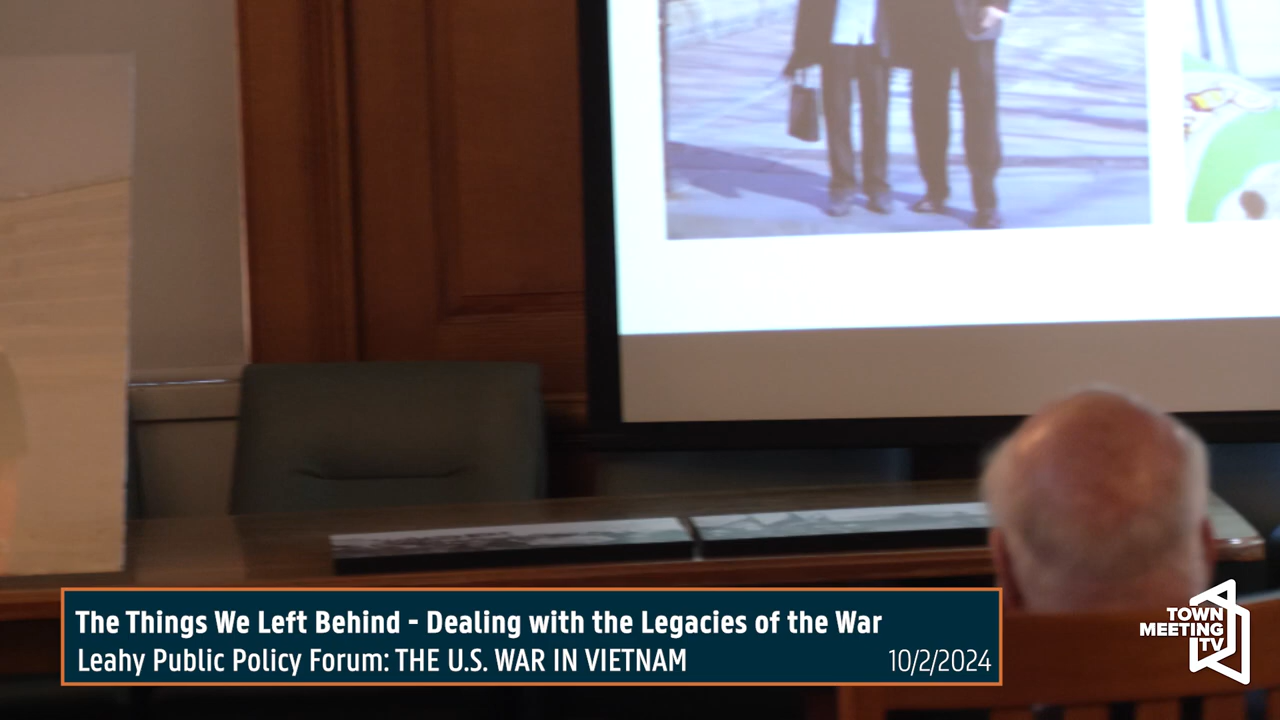 The Things We Left Behind - Dealing with the Legacies of the War
Leahy Public Policy Forum: THE U.S. WAR IN VIETNAM
10/2/2024
TOWN
MEETING
TV